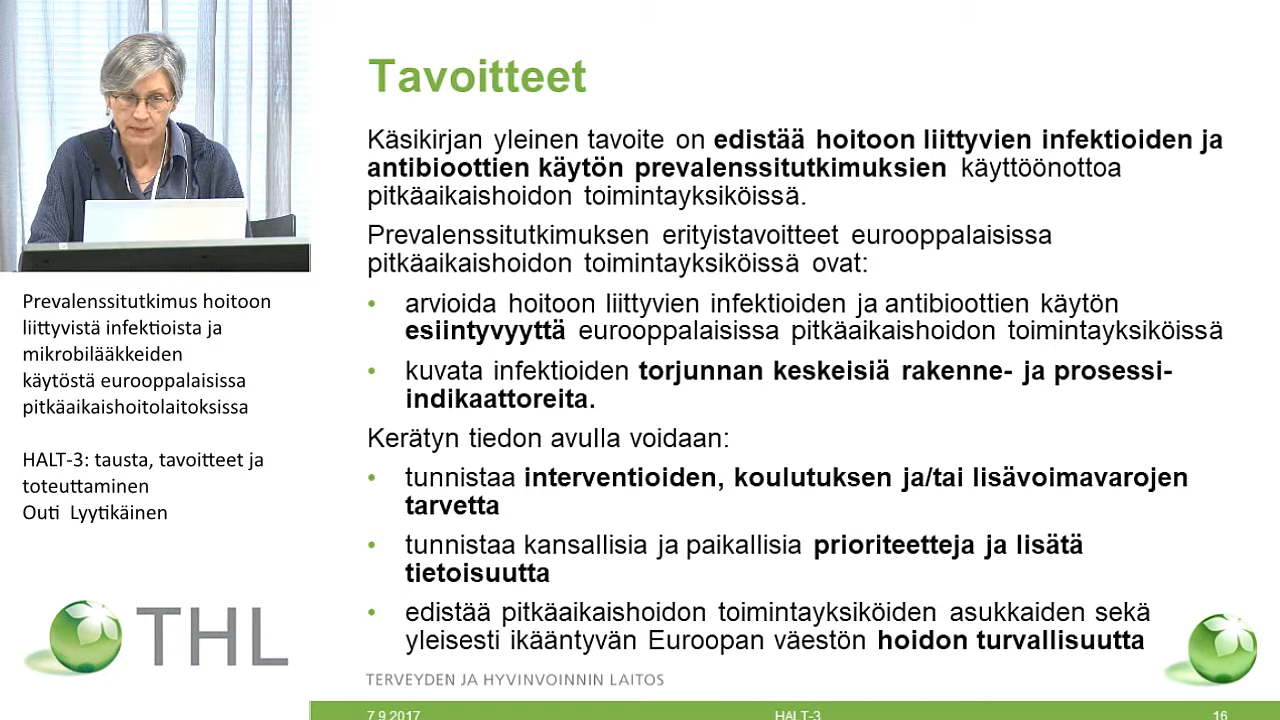 Tavoitteet
Käsikirjan yleinen tavoite on edistää hoitoon liittyvien infektioiden ja
antibioottien käytön prevalenssitutkimuksien käyttöönottoa
pitkäaikaishoidon toimintayksiköissä.
Prevalenssitutkimuksen erityistavoitteet eurooppalaisissa
pitkäaikaishoidon toimintayksiköissä ovat:
• arvioida hoitoon liittyvien infektioiden ja antibioottien käytön
esiintyvyyttä eurooppalaisissa pitkäaikaishoidon toimintayksiköissä
• kuvata infektioiden torjunnan keskeisiä rakenne- ja prosessi-
indikaattoreita.
Kerätyn tiedon avulla voidaan:
• tunnistaa interventioiden, koulutuksen ja/tai lisävoimavarojen
tarvetta
• tunnistaa kansallisia ja paikallisia prioriteetteja ja lisätä
tietoisuutta
• edistää pitkäaikaishoidon toimintayksiköiden asukkaiden sekä
yleisesti ikääntyvän Euroopan väestön hoidon turvallisuutta
TERVEYDEN JA HYVINVOINNIN LAITOS
7.9.2017 HALT-3 16
Prevalenssitutkimus hoitoon
liittyvistä infektioista ja
mikrobilääkkeiden
käytöstä eurooppalaisissa
pitkäaikaishoitolaitoksissa
HALT-3: tausta, tavoitteet ja
toteuttaminen
Outi Lyytikäinen
THL